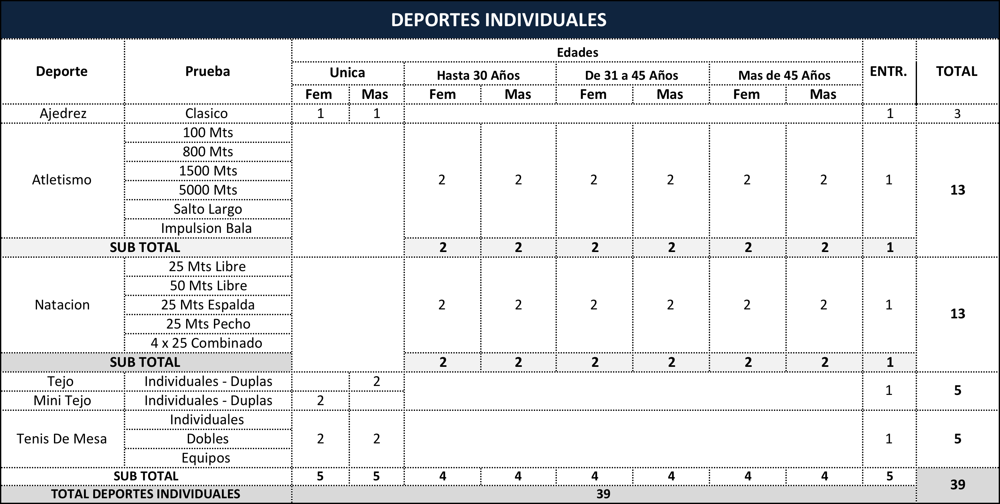 DEPORTES INDIVIDUALES
Deporte Prueba Edades ENTR. TOTAL
Unica Hasta 30 Años De 31 a 45 Años Mas de 45 Años
Fem Mas Fem Mas Fem Mas Fem Mas
Ajedrez Clasico 1 1 1 3
Atletismo 100 Mts 2 2 2 2 2 2 1 13
800 Mts
1500 Mts
5000 Mts
Salto Largo
Impulsion Bala
SUB TOTAL 2 2 2 2 2 2 1
Natacion 25 Mts Libre 2 2 2 2 2 2 1 13
50 Mts Libre
25 Mts Espalda
25 Mts Pecho
4 x 25 Combinado
SUB TOTAL 2 2 2 2 2 2 1
Tejo Individuales - Duplas 2 1 5
Mini Tejo Individuales - Duplas 2
Tenis De Mesa Individuales 2 2 1 5
Dobles
Equipos
SUB TOTAL 5 5 4 4 4 4 4 4 5 39
TOTAL DEPORTES INDIVIDUALES 39